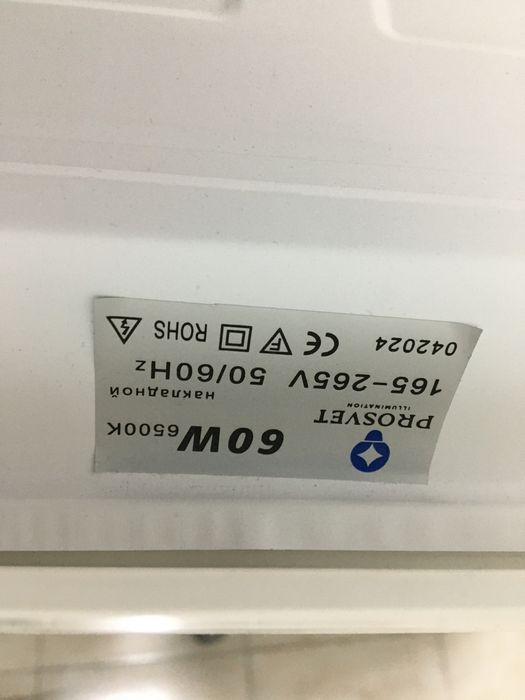 60W 6500K
PROSVET накладной
ILLUMINATION
165-265V 50/60Hz
042024 CE F ROHS